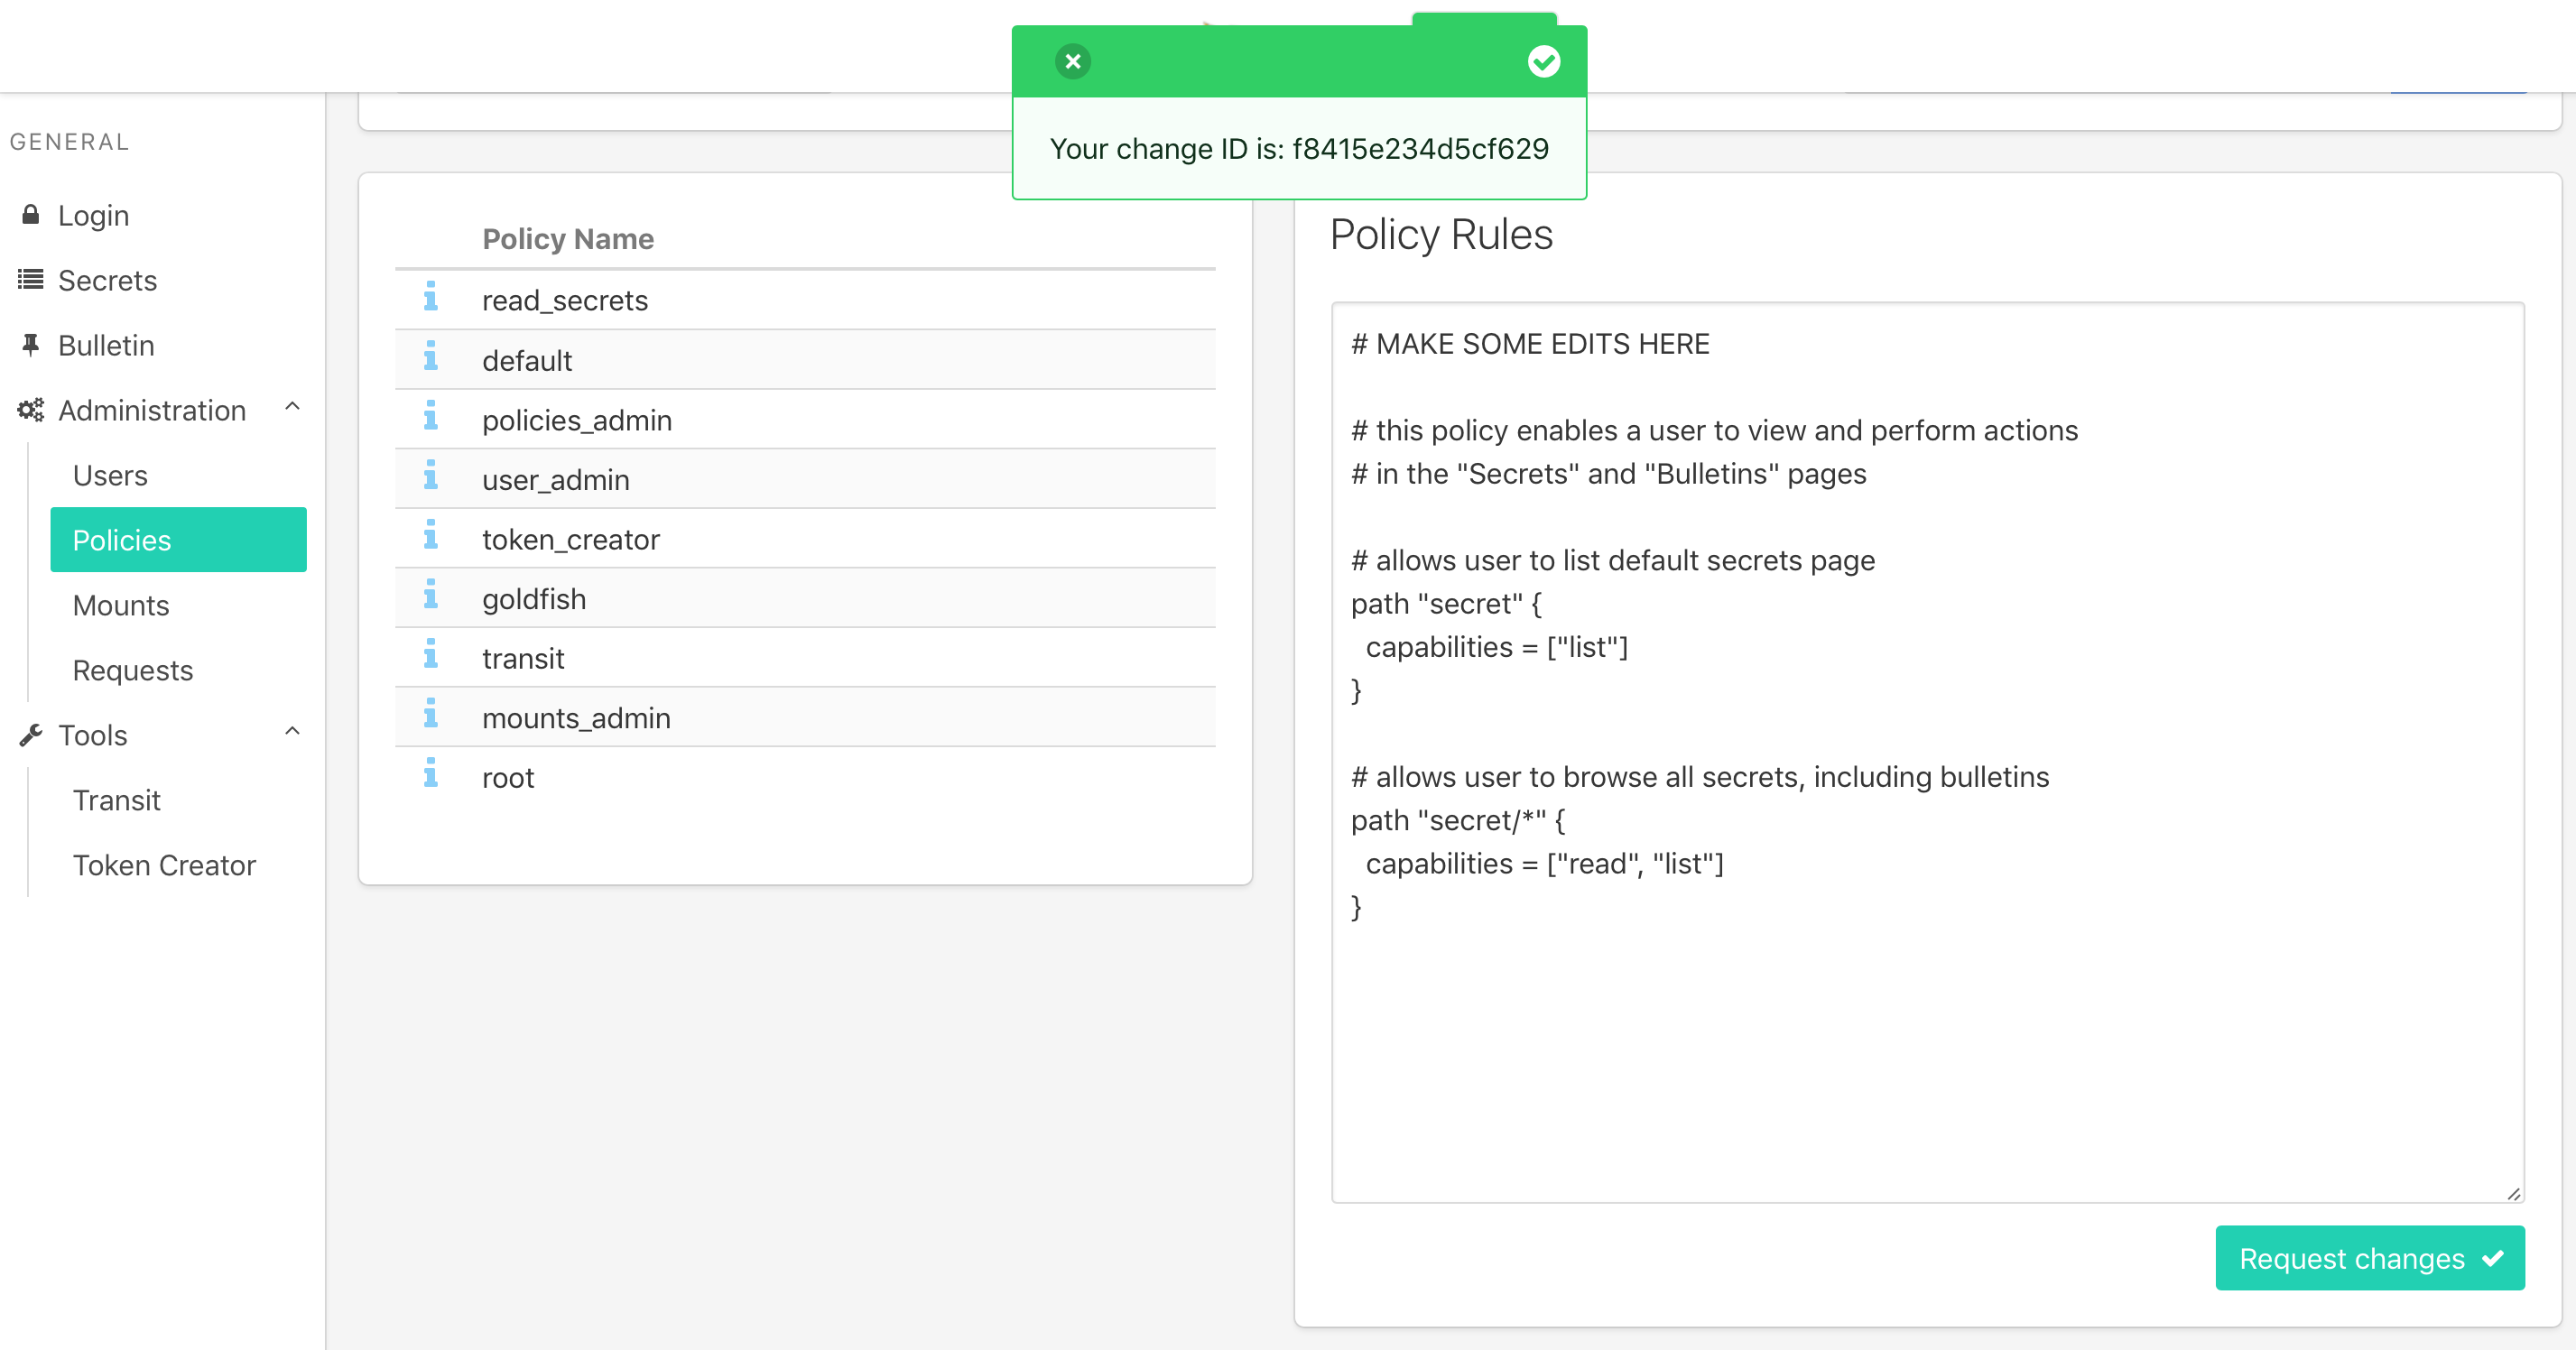 Your change ID is: f8415e234d5cf629
GENERAL
Login
Secrets
Bulletin
Administration
Users
Policies
Mounts
Requests
Tools
Transit
Token Creator
Policy Name
read_secrets
default
policies_admin
user_admin
token_creator
goldfish
transit
mounts_admin
root
Policy Rules
# MAKE SOME EDITS HERE
# this policy enables a user to view and perform actions
# in the "Secrets" and "Bulletins" pages
# allows user to list default secrets page
path "secret" {
  capabilities = ["list"]
}
# allows user to browse all secrets, including bulletins
path "secret/*" {
  capabilities = ["read", "list"]
}
Request changes